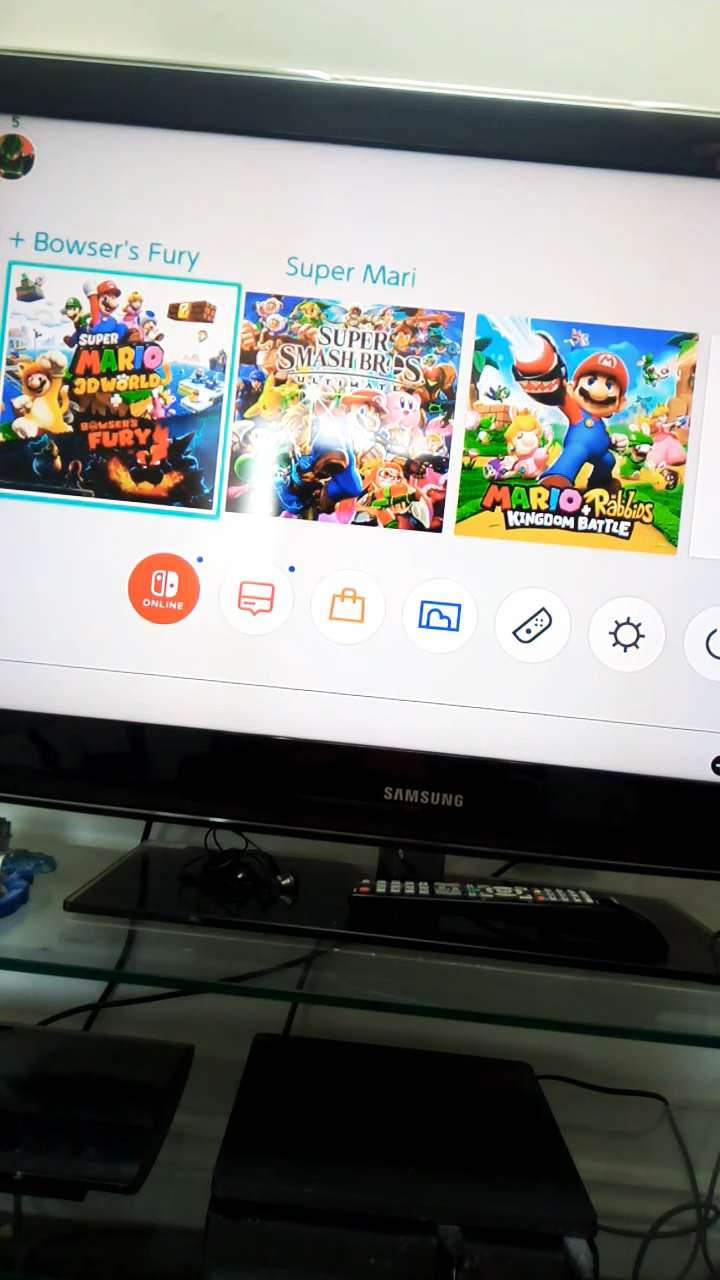 5
+ Bowser's Fury
Super Mari
SUPER
MARIO
3D WORLD
+
BOWSER'S
FURY
SUPER
SMASH BROS
ULTIMATE
MARIO + Rabbids
KINGDOM BATTLE
ONLINE
SAMSUNG